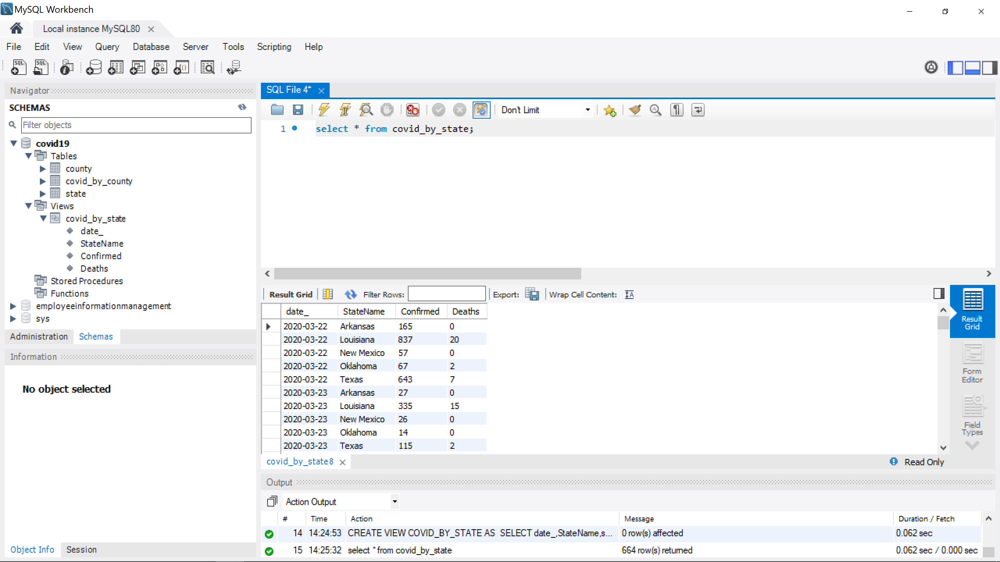 MySQL Workbench
Local instance MySQL80
File Edit View Query Database Server Tools Scripting Help
Navigator
SCHEMAS
Filter objects
covid19
Tables
county
covid_by_county
state
Views
covid_by_state
date_
StateName
Confirmed
Deaths
Stored Procedures
Functions
employeeinformationmanagement
sys
Administration Schemas
Information
No object selected
Object Info Session
SQL File 4*
Don't Limit
1 select * from covid_by_state;
Result Grid Filter Rows: Export: Wrap Cell Content:
date_ StateName Confirmed Deaths
2020-03-22 Arkansas 165 0
2020-03-22 Louisiana 837 20
2020-03-22 New Mexico 57 0
2020-03-22 Oklahoma 67 2
2020-03-22 Texas 643 7
2020-03-23 Arkansas 27 0
2020-03-23 Louisiana 335 15
2020-03-23 New Mexico 26 0
2020-03-23 Oklahoma 14 0
2020-03-23 Texas 115 2
Result
Grid
Form
Editor
Field
Types
covid_by_state8
Read Only
Output
Action Output
# Time Action Message Duration / Fetch
14 14:24:53 CREATE VIEW COVID_BY_STATE AS SELECT date_,StateName,s... 0 row(s) affected 0.062 sec
15 14:25:32 select * from covid_by_state 664 row(s) returned 0.062 sec / 0.000 sec